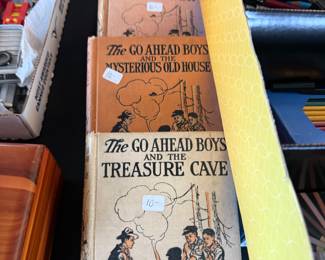 The GO AHEAD BOYS
AND THE
MYSTERIOUS OLD HOUSE
The GO AHEAD BOYS
AND THE
TREASURE CAVE
10-